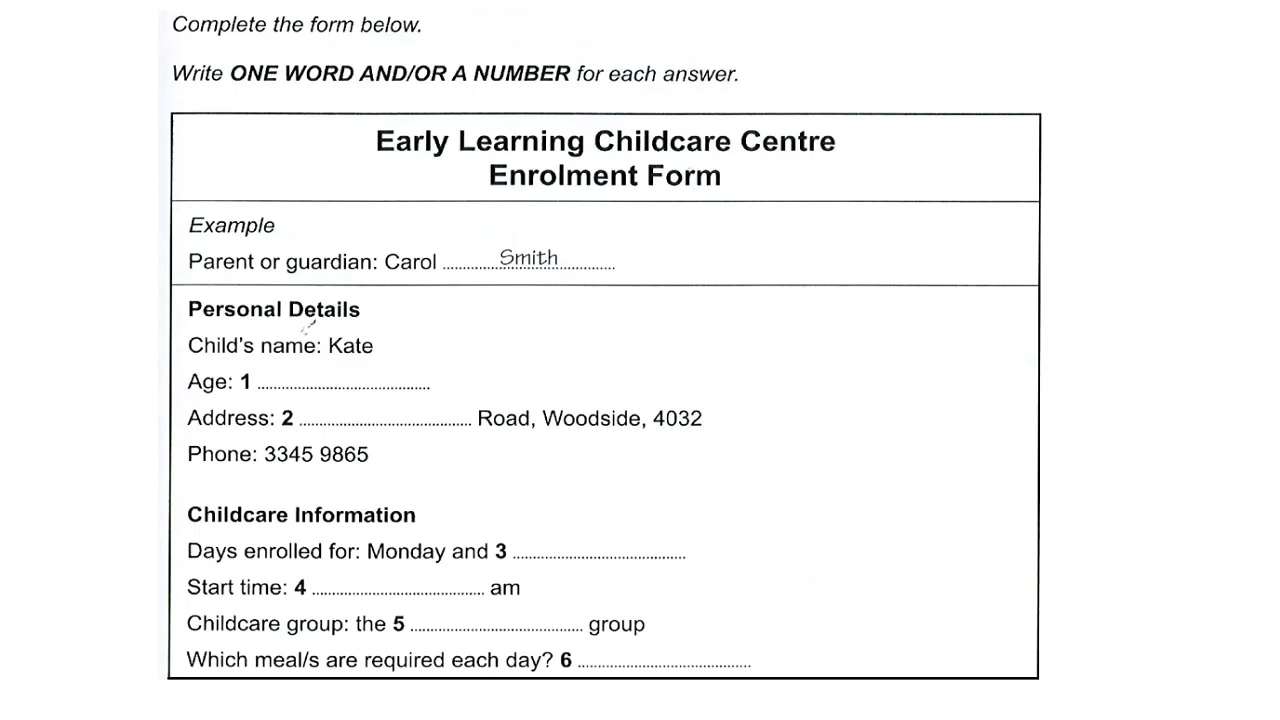 Complete the form below.
Write ONE WORD AND/OR A NUMBER for each answer.
Early Learning Childcare Centre
Enrolment Form
Example
Parent or guardian: Carol ..............Smith..............
Personal Details
Child's name: Kate
Age: 1 ...........................................
Address: 2 ........................................... Road, Woodside, 4032
Phone: 3345 9865
Childcare Information
Days enrolled for: Monday and 3 ...........................................
Start time: 4 ........................................... am
Childcare group: the 5 ........................................... group
Which meal/s are required each day? 6 ...........................................